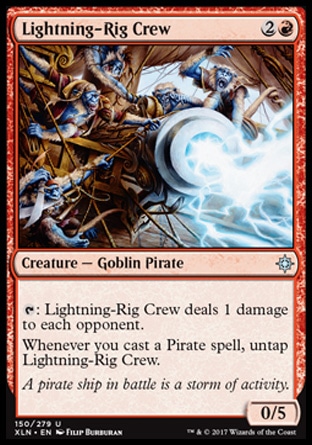 Lightning-Rig Crew 2
Creature — Goblin Pirate
: Lightning-Rig Crew deals 1 damage
to each opponent.
Whenever you cast a Pirate spell, untap
Lightning-Rig Crew.
A pirate ship in battle is a storm of activity.
0/5
150/279 U
XLN • EN Filip Burburan ™ & © 2017 Wizards of the Coast